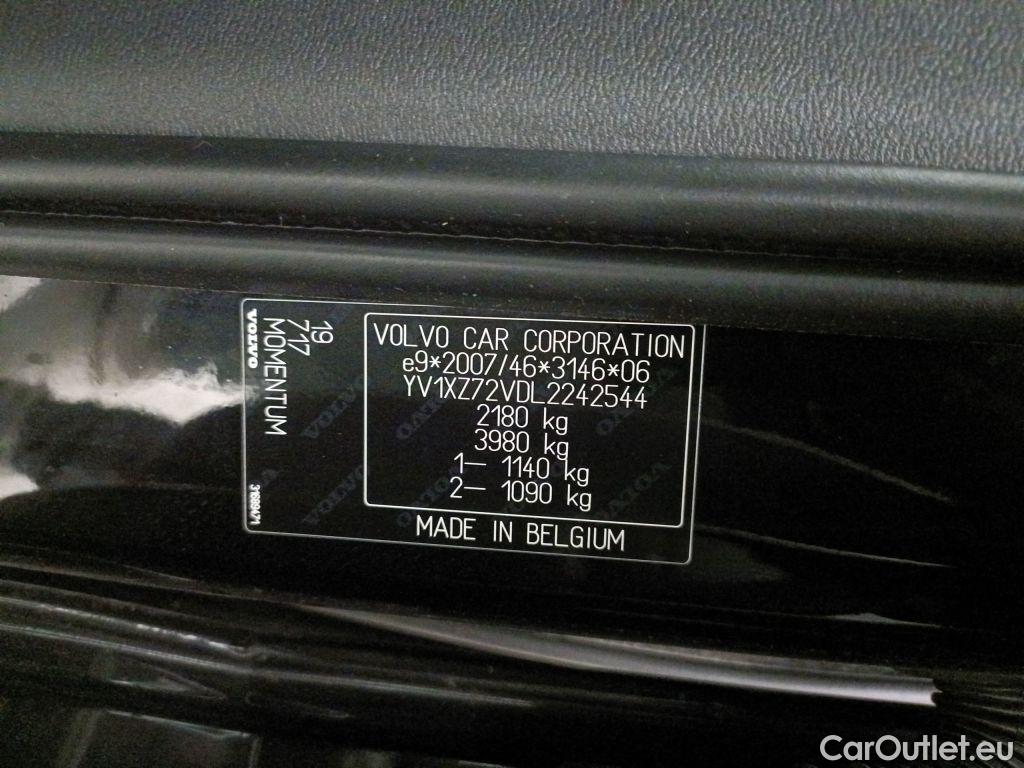 19
717
MOMENTUM
VOLVO
31689471
VOLVO CAR CORPORATION
e9*2007/46*3146*06
YV1XZ72VDL2242544
2180 kg
3980 kg
1– 1140 kg
2– 1090 kg
MADE IN BELGIUM
CarOutlet.eu